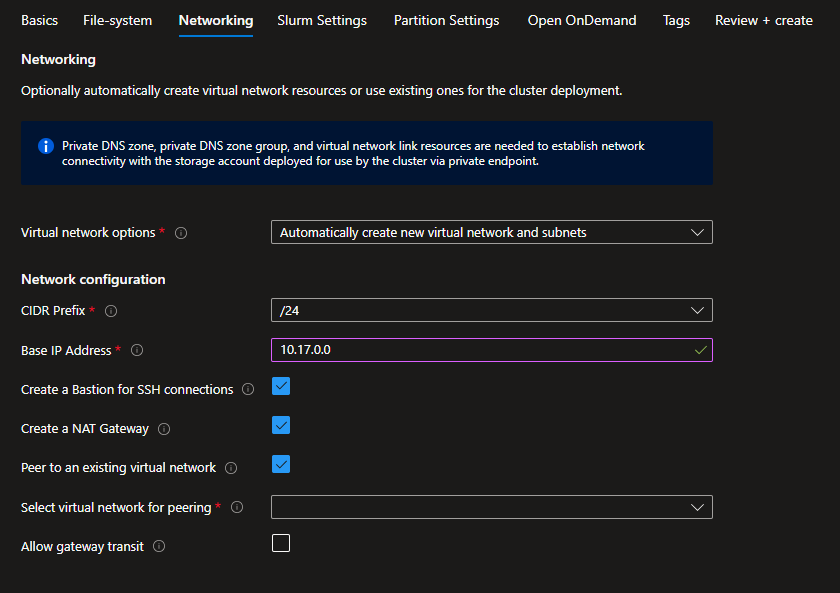 Basics File-system Networking Slurm Settings Partition Settings Open OnDemand Tags Review + create
Networking
Optionally automatically create virtual network resources or use existing ones for the cluster deployment.
Private DNS zone, private DNS zone group, and virtual network link resources are needed to establish network
connectivity with the storage account deployed for use by the cluster via private endpoint.
Virtual network options * Automatically create new virtual network and subnets
Network configuration
CIDR Prefix * /24
Base IP Address * 10.17.0.0
Create a Bastion for SSH connections
Create a NAT Gateway
Peer to an existing virtual network
Select virtual network for peering *
Allow gateway transit